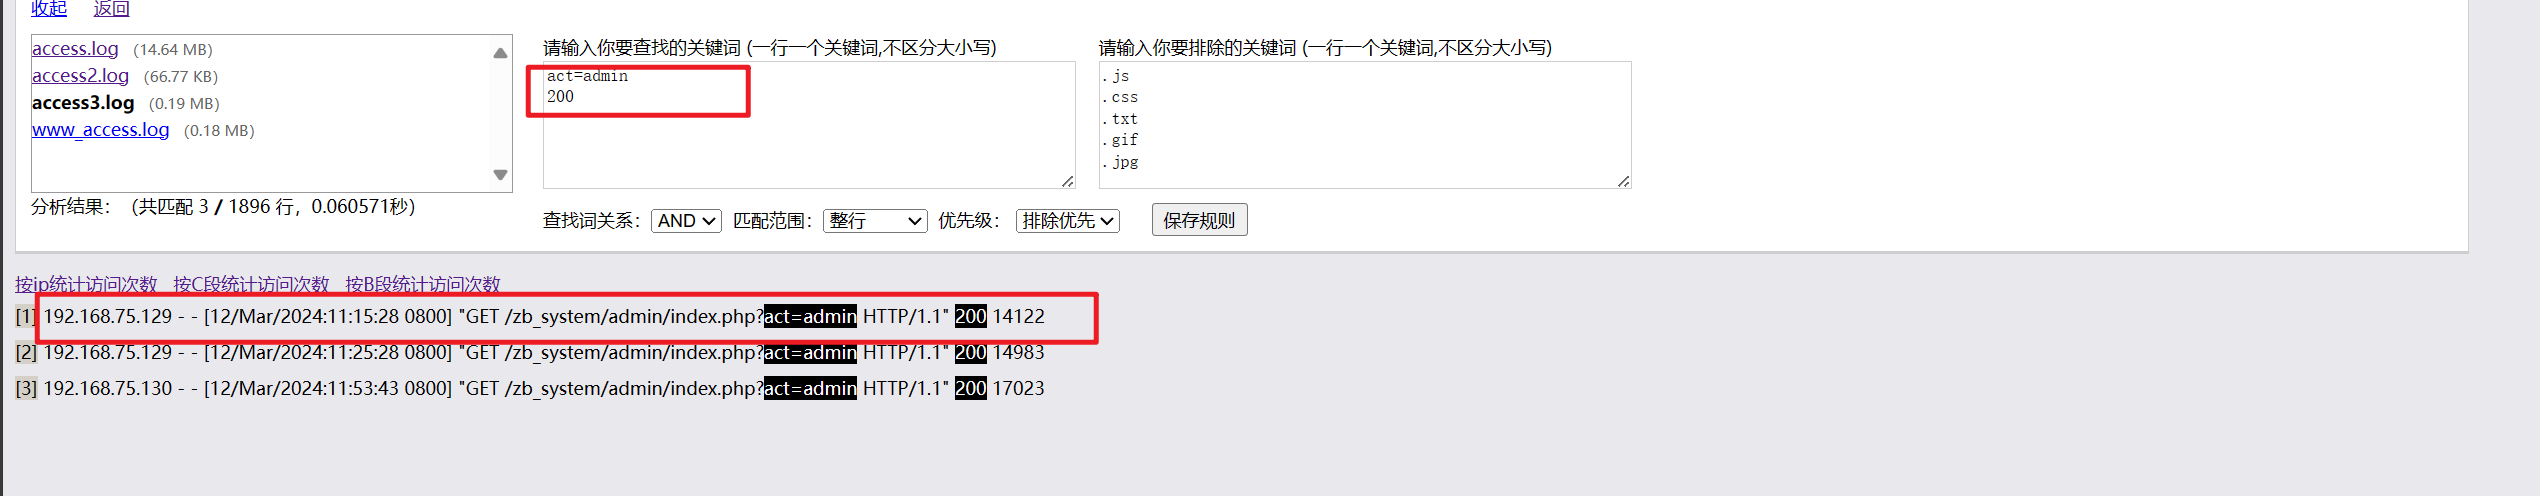 收起 返回
access.log (14.64 MB)
access2.log (66.77 KB)
access3.log (0.19 MB)
www_access.log (0.18 MB)
分析结果：（共匹配 3 / 1896 行，0.060571秒）
请输入你要查找的关键词 (一行一个关键词,不区分大小写)
act=admin
200
请输入你要排除的关键词 (一行一个关键词,不区分大小写)
.js
.css
.txt
.gif
.jpg
查找词关系： AND 匹配范围： 整行 优先级： 排除优先 保存规则
按ip统计访问次数 按C段统计访问次数 按B段统计访问次数
[1] 192.168.75.129 - - [12/Mar/2024:11:15:28 0800] "GET /zb_system/admin/index.php?act=admin HTTP/1.1" 200 14122
[2] 192.168.75.129 - - [12/Mar/2024:11:25:28 0800] "GET /zb_system/admin/index.php?act=admin HTTP/1.1" 200 14983
[3] 192.168.75.130 - - [12/Mar/2024:11:53:43 0800] "GET /zb_system/admin/index.php?act=admin HTTP/1.1" 200 17023